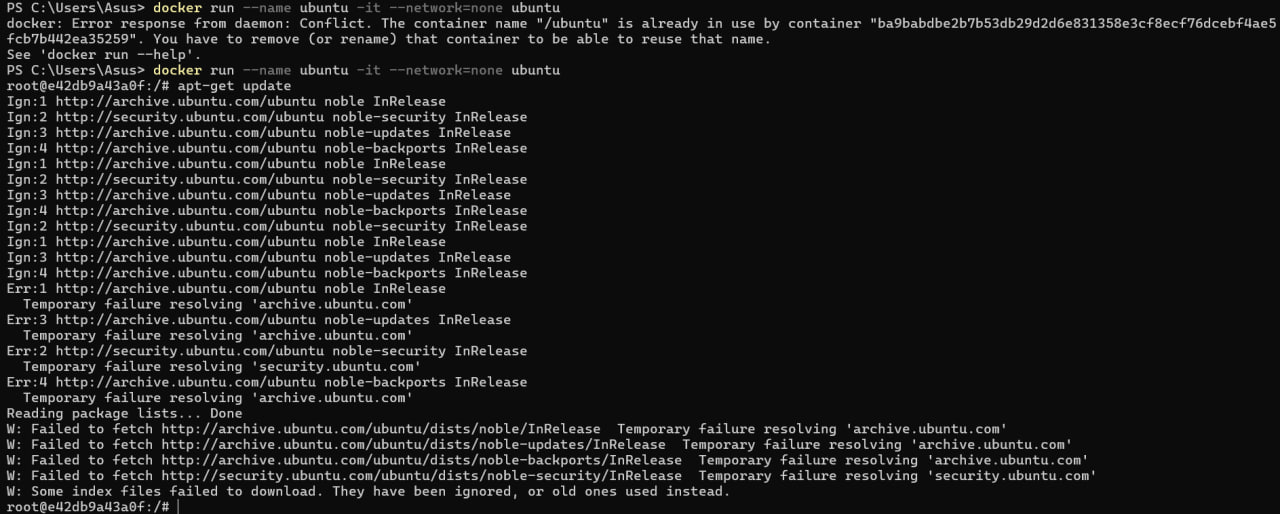 PS C:\Users\Asus> docker run --name ubuntu -it --network=none ubuntu
docker: Error response from daemon: Conflict. The container name "/ubuntu" is already in use by container "ba9babdbe2b7b53db29d2d6e831358e3cf8ecf76dcebf4ae5
fcb7b442ea35259". You have to remove (or rename) that container to be able to reuse that name.
See 'docker run --help'.
PS C:\Users\Asus> docker run --name ubuntu -it --network=none ubuntu
root@e42db9a43a0f:/# apt-get update
Ign:1 http://archive.ubuntu.com/ubuntu noble InRelease
Ign:2 http://security.ubuntu.com/ubuntu noble-security InRelease
Ign:3 http://archive.ubuntu.com/ubuntu noble-updates InRelease
Ign:4 http://archive.ubuntu.com/ubuntu noble-backports InRelease
Ign:1 http://archive.ubuntu.com/ubuntu noble InRelease
Ign:2 http://security.ubuntu.com/ubuntu noble-security InRelease
Ign:3 http://archive.ubuntu.com/ubuntu noble-updates InRelease
Ign:4 http://archive.ubuntu.com/ubuntu noble-backports InRelease
Ign:2 http://security.ubuntu.com/ubuntu noble-security InRelease
Ign:1 http://archive.ubuntu.com/ubuntu noble InRelease
Ign:3 http://archive.ubuntu.com/ubuntu noble-updates InRelease
Ign:4 http://archive.ubuntu.com/ubuntu noble-backports InRelease
Err:1 http://archive.ubuntu.com/ubuntu noble InRelease
  Temporary failure resolving 'archive.ubuntu.com'
Err:3 http://archive.ubuntu.com/ubuntu noble-updates InRelease
  Temporary failure resolving 'archive.ubuntu.com'
Err:2 http://security.ubuntu.com/ubuntu noble-security InRelease
  Temporary failure resolving 'security.ubuntu.com'
Err:4 http://archive.ubuntu.com/ubuntu noble-backports InRelease
  Temporary failure resolving 'archive.ubuntu.com'
Reading package lists... Done
W: Failed to fetch http://archive.ubuntu.com/ubuntu/dists/noble/InRelease  Temporary failure resolving 'archive.ubuntu.com'
W: Failed to fetch http://archive.ubuntu.com/ubuntu/dists/noble-updates/InRelease  Temporary failure resolving 'archive.ubuntu.com'
W: Failed to fetch http://archive.ubuntu.com/ubuntu/dists/noble-backports/InRelease  Temporary failure resolving 'archive.ubuntu.com'
W: Failed to fetch http://security.ubuntu.com/ubuntu/dists/noble-security/InRelease  Temporary failure resolving 'security.ubuntu.com'
W: Some index files failed to download. They have been ignored, or old ones used instead.
root@e42db9a43a0f:/#